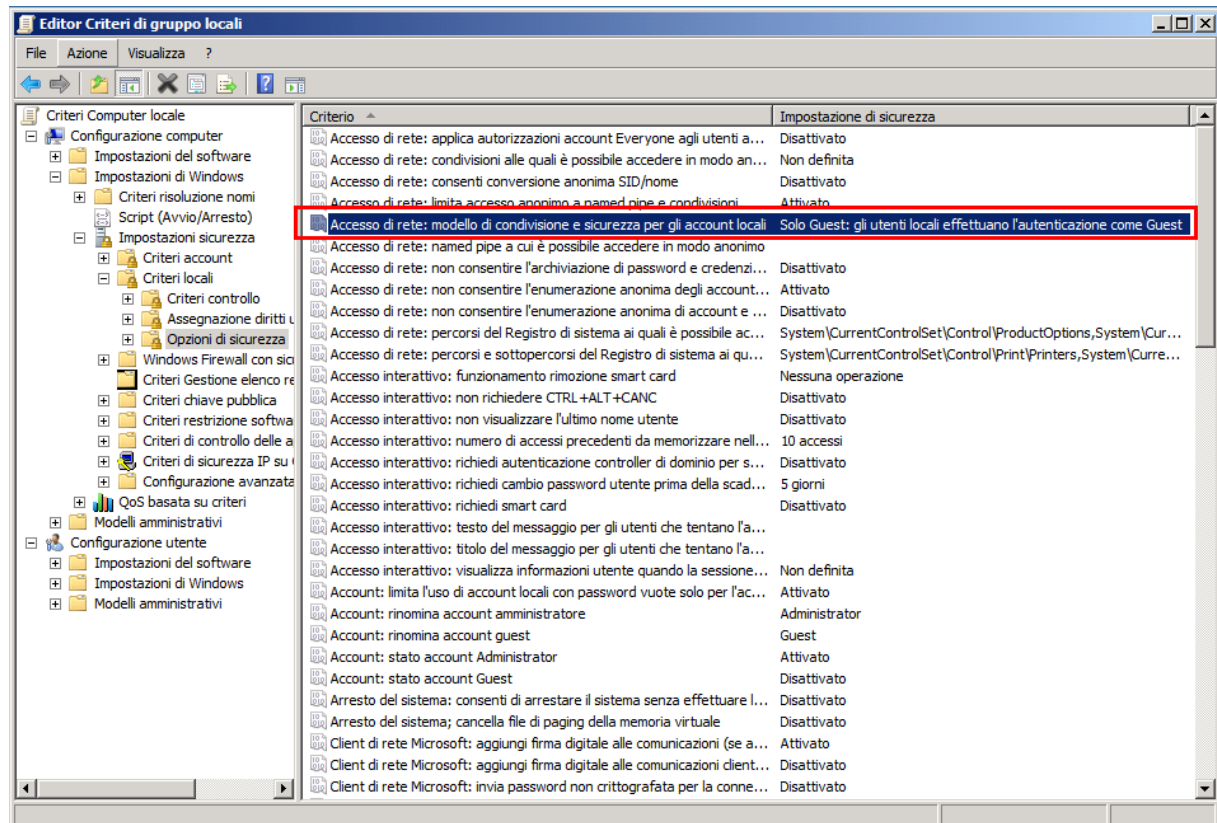 Editor Criteri di gruppo locali
File Azione Visualizza ?
Criteri Computer locale
Configurazione computer
Impostazioni del software
Impostazioni di Windows
Criteri risoluzione nomi
Script (Avvio/Arresto)
Impostazioni sicurezza
Criteri account
Criteri locali
Criteri controllo
Assegnazione diritti u
Opzioni di sicurezza
Windows Firewall con sicu
Criteri Gestione elenco re
Criteri chiave pubblica
Criteri restrizione softwa
Criteri di controllo delle a
Criteri di sicurezza IP su
Configurazione avanzata
QoS basata su criteri
Modelli amministrativi
Configurazione utente
Impostazioni del software
Impostazioni di Windows
Modelli amministrativi
Criterio Impostazione di sicurezza
Accesso di rete: applica autorizzazioni account Everyone agli utenti a... Disattivato
Accesso di rete: condivisioni alle quali è possibile accedere in modo an... Non definita
Accesso di rete: consenti conversione anonima SID/nome Disattivato
Accesso di rete: limita accesso anonimo a named pipe e condivisioni Attivato
Accesso di rete: modello di condivisione e sicurezza per gli account locali Solo Guest: gli utenti locali effettuano l'autenticazione come Guest
Accesso di rete: named pipe a cui è possibile accedere in modo anonimo
Accesso di rete: non consentire l'archiviazione di password e credenzi... Disattivato
Accesso di rete: non consentire l'enumerazione anonima degli account... Attivato
Accesso di rete: non consentire l'enumerazione anonima di account e ... Disattivato
Accesso di rete: percorsi del Registro di sistema ai quali è possibile ac... System\CurrentControlSet\Control\ProductOptions,System\Cur...
Accesso di rete: percorsi e sottopercorsi del Registro di sistema ai qu... System\CurrentControlSet\Control\Print\Printers,System\Curre...
Accesso interattivo: funzionamento rimozione smart card Nessuna operazione
Accesso interattivo: non richiedere CTRL+ALT+CANC Disattivato
Accesso interattivo: non visualizzare l'ultimo nome utente Disattivato
Accesso interattivo: numero di accessi precedenti da memorizzare nell... 10 accessi
Accesso interattivo: richiedi autenticazione controller di dominio per s... Disattivato
Accesso interattivo: richiedi cambio password utente prima della scad... 5 giorni
Accesso interattivo: richiedi smart card Disattivato
Accesso interattivo: testo del messaggio per gli utenti che tentano l'a...
Accesso interattivo: titolo del messaggio per gli utenti che tentano l'a...
Accesso interattivo: visualizza informazioni utente quando la sessione... Non definita
Account: limita l'uso di account locali con password vuote solo per l'ac... Attivato
Account: rinomina account amministratore Administrator
Account: rinomina account guest Guest
Account: stato account Administrator Attivato
Account: stato account Guest Disattivato
Arresto del sistema: consenti di arrestare il sistema senza effettuare l... Disattivato
Arresto del sistema; cancella file di paging della memoria virtuale Disattivato
Client di rete Microsoft: aggiungi firma digitale alle comunicazioni (se a... Attivato
Client di rete Microsoft: aggiungi firma digitale alle comunicazioni client... Disattivato
Client di rete Microsoft: invia password non crittografata per la conne... Disattivato